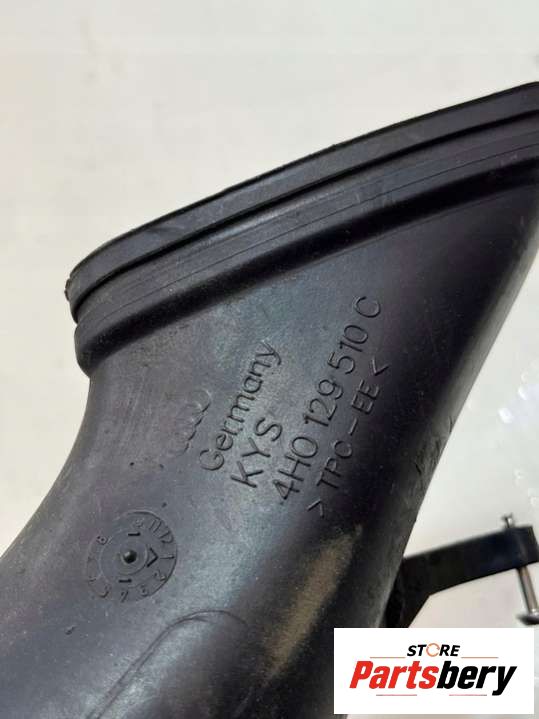 Germany
KYS
4H0 129 510 C
> TPC-EE <
STORE
Partsbery